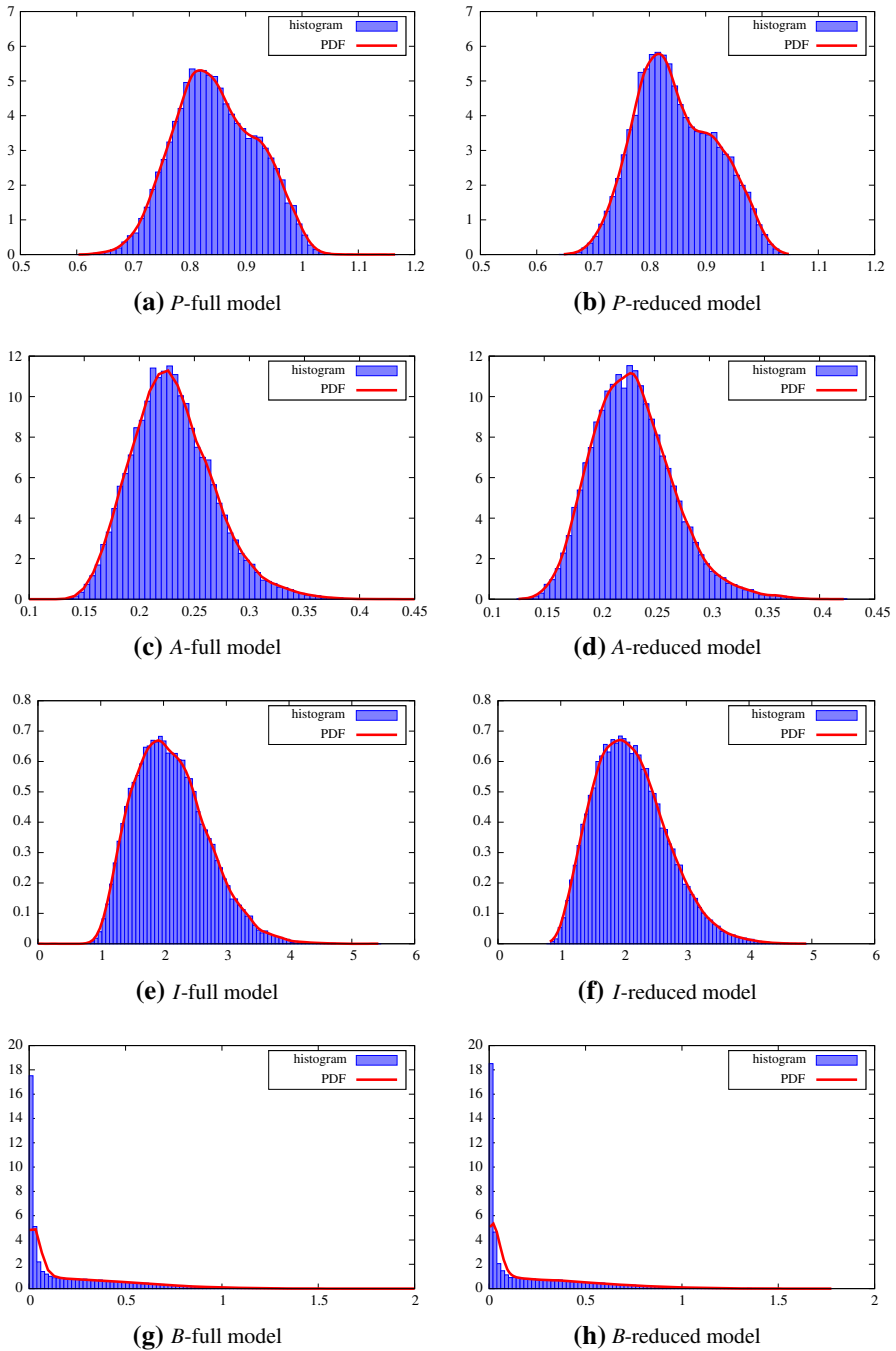 7
6
5
4
3
2
1
0
0.5 0.6 0.7 0.8 0.9 1 1.1 1.2
histogram
PDF
(a) P-full model
7
6
5
4
3
2
1
0
0.5 0.6 0.7 0.8 0.9 1 1.1 1.2
histogram
PDF
(b) P-reduced model
12
10
8
6
4
2
0
0.1 0.15 0.2 0.25 0.3 0.35 0.4 0.45
histogram
PDF
(c) A-full model
12
10
8
6
4
2
0
0.1 0.15 0.2 0.25 0.3 0.35 0.4 0.45
histogram
PDF
(d) A-reduced model
0.8
0.7
0.6
0.5
0.4
0.3
0.2
0.1
0
0 1 2 3 4 5 6
histogram
PDF
(e) I-full model
0.8
0.7
0.6
0.5
0.4
0.3
0.2
0.1
0
0 1 2 3 4 5 6
histogram
PDF
(f) I-reduced model
20
18
16
14
12
10
8
6
4
2
0
0 0.5 1 1.5 2
histogram
PDF
(g) B-full model
20
18
16
14
12
10
8
6
4
2
0
0 0.5 1 1.5 2
histogram
PDF
(h) B-reduced model